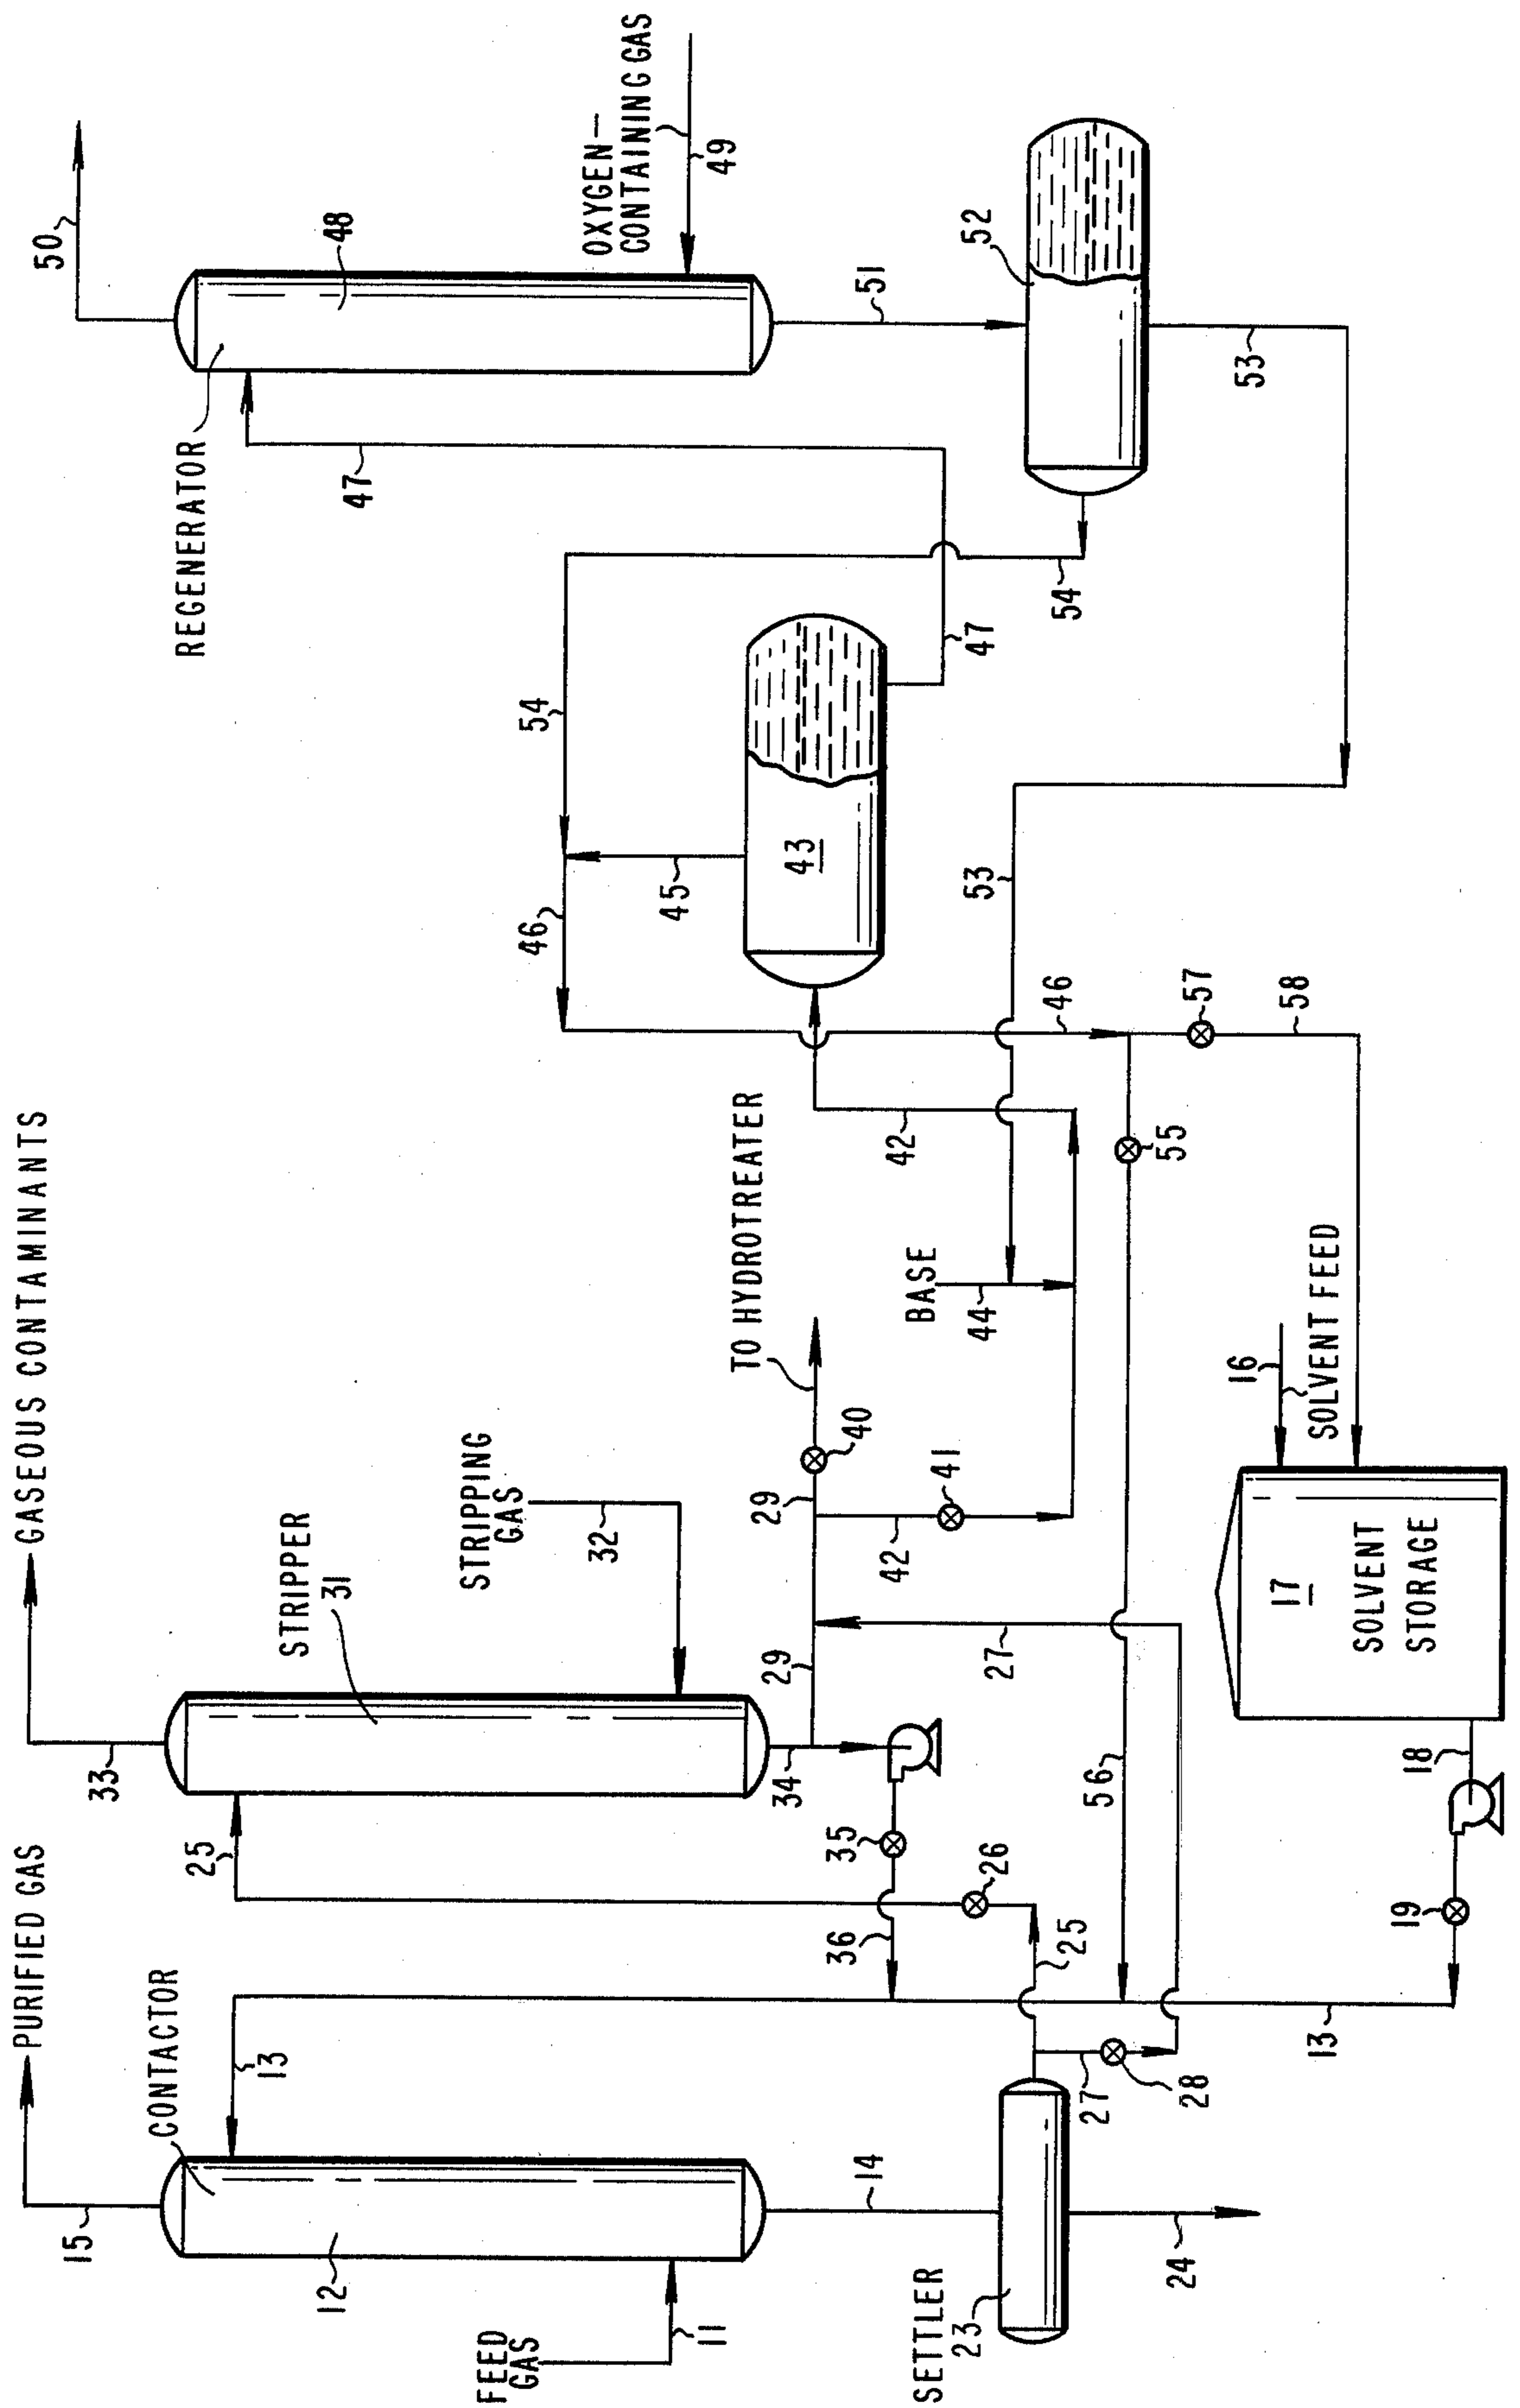 PURIFIED GAS
GASEOUS CONTAMINANTS
15
33
50
CONTACTOR
13
25
STRIPPER
31
REGENERATOR
48
12
47
FEED
GAS
11
STRIPPING
GAS
32
OXYGEN—
CONTAINING GAS
49
14
34
29
29
40
TO HYDROTREATER
46
54
45
43
47
51
52
SETTLER
23
36
35
26
25
42
41
BASE
44
42
53
54
53
27
28
27
24
56
55
46
57
58
13
19
18
17
SOLVENT
STORAGE
16
SOLVENT FEED